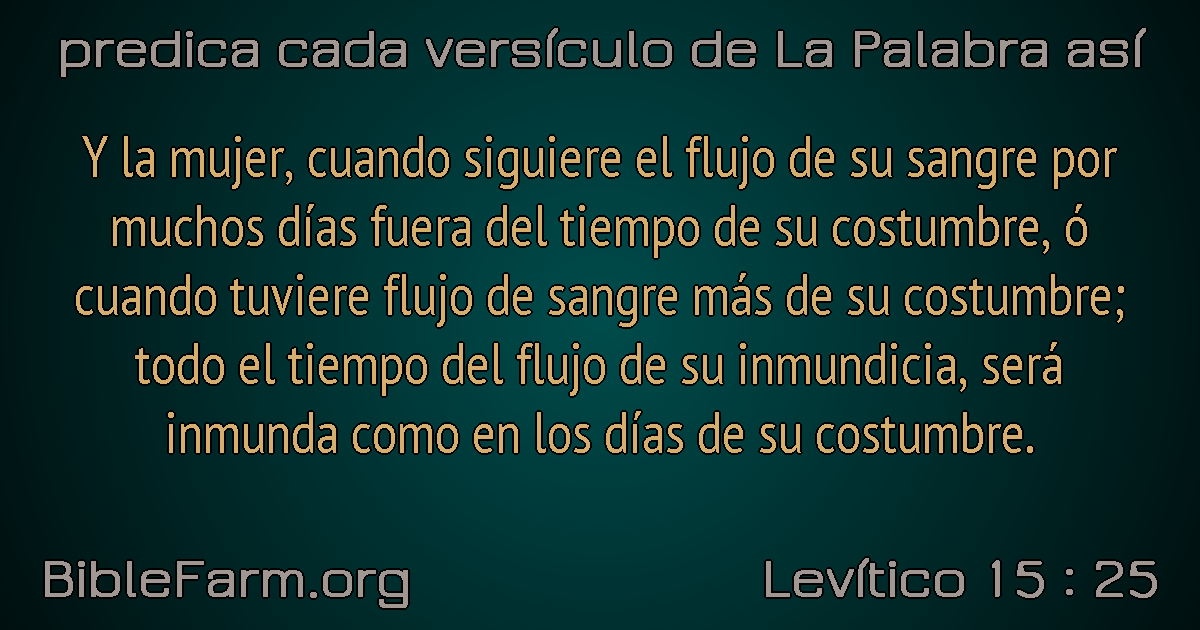 predica cada versículo de La Palabra así
Y la mujer, cuando siguiere el flujo de su sangre por
muchos días fuera del tiempo de su costumbre, ó
cuando tuviere flujo de sangre más de su costumbre;
todo el tiempo del flujo de su inmundicia, será
inmunda como en los días de su costumbre.
BibleFarm.org
Levítico 15 : 25